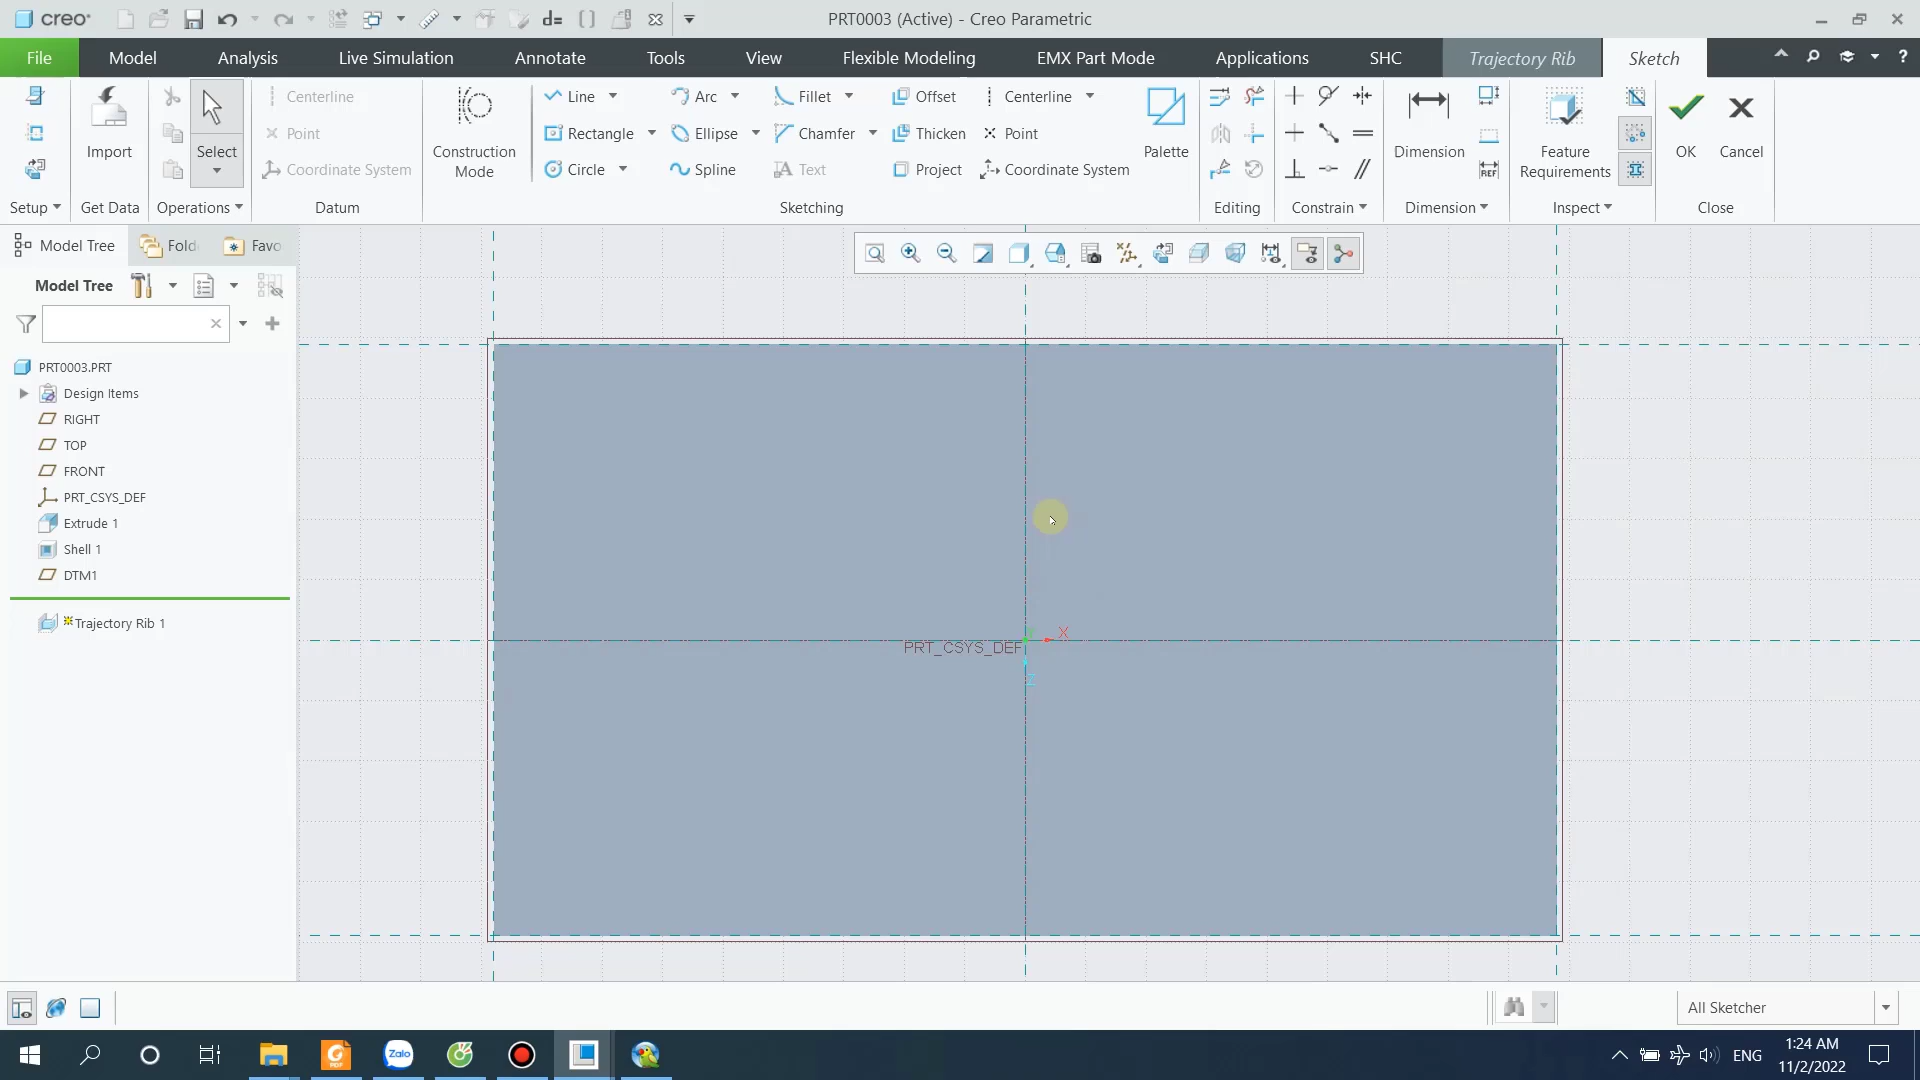 creo
PRT0003 (Active) - Creo Parametric
File
Model
Analysis
Live Simulation
Annotate
Tools
View
Flexible Modeling
EMX Part Mode
Applications
SHC
Trajectory Rib
Sketch
Import
Select
Centerline
Point
Coordinate System
Construction
Mode
Line
Arc
Fillet
Offset
Centerline
Rectangle
Ellipse
Chamfer
Thicken
Point
Circle
Spline
Text
Project
Coordinate System
Palette
Dimension
REF
Feature
Requirements
OK
Cancel
Setup
Get Data
Operations
Datum
Sketching
Editing
Constrain
Dimension
Inspect
Close
Model Tree
Fold
Favo
Model Tree
PRT0003.PRT
Design Items
RIGHT
TOP
FRONT
PRT_CSYS_DEF
Extrude 1
Shell 1
DTM1
Trajectory Rib 1
X
PRT_CSYS_DEF
Z
All Sketcher
PDF
Zalo
ENG
1:24 AM
11/2/2022